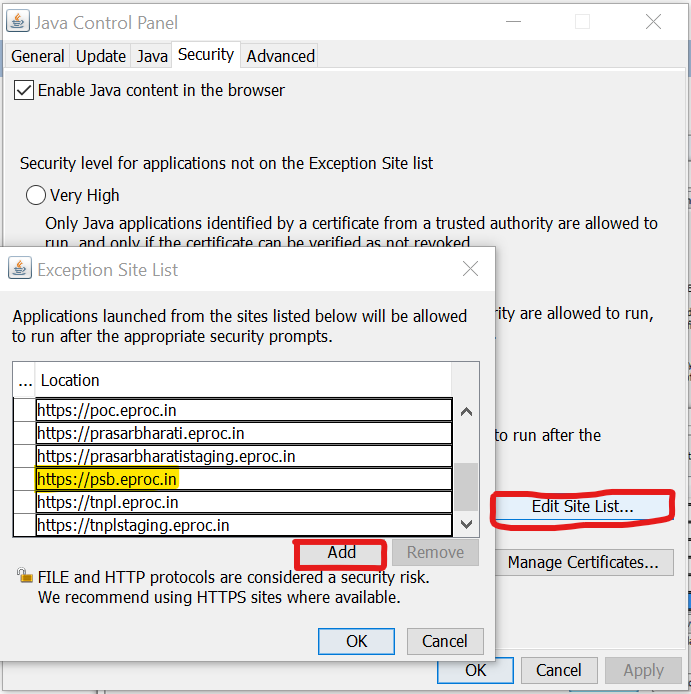 Java Control Panel
General Update Java Security Advanced
Enable Java content in the browser
Security level for applications not on the Exception Site list
Very High
Only Java applications identified by a certificate from a trusted authority are allowed to
run, and only if the certificate can be verified as not revoked.
Exception Site List
Applications launched from the sites listed below will be allowed
to run after the appropriate security prompts.
rity are allowed to run,
... Location
https://poc.eproc.in
https://prasarbharati.eproc.in
to run after the
https://prasarbharatistaging.eproc.in
https://psb.eproc.in
https://tnpl.eproc.in
Edit Site List...
https://tnplstaging.eproc.in
Add Remove
Manage Certificates...
FILE and HTTP protocols are considered a security risk.
We recommend using HTTPS sites where available.
OK Cancel
OK Cancel Apply